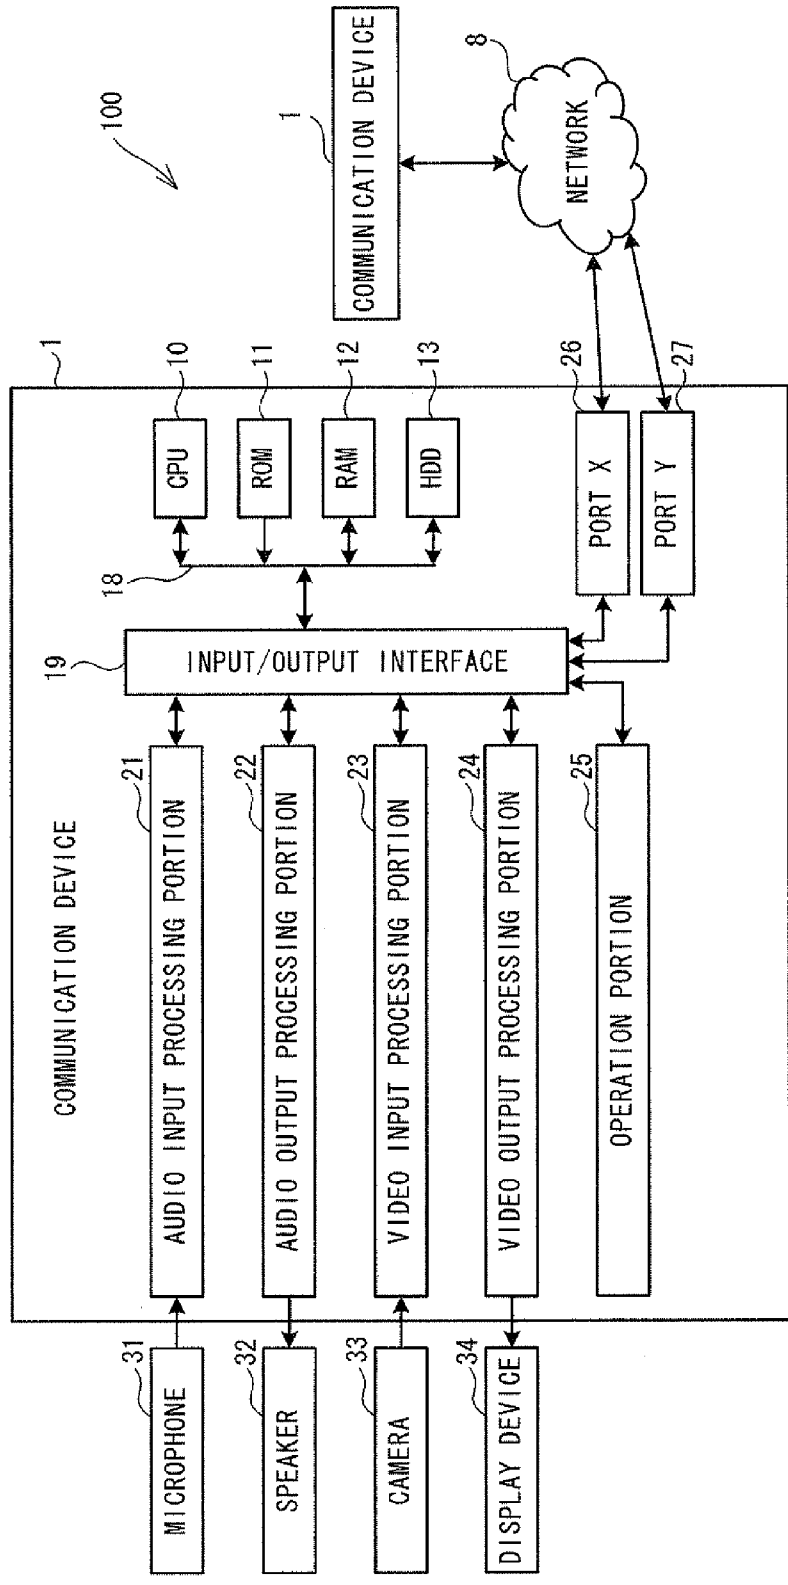 100
COMMUNICATION DEVICE
1
MICROPHONE
31
SPEAKER
32
CAMERA
33
DISPLAY DEVICE
34
AUDIO INPUT PROCESSING PORTION
21
AUDIO OUTPUT PROCESSING PORTION
22
VIDEO INPUT PROCESSING PORTION
23
VIDEO OUTPUT PROCESSING PORTION
24
OPERATION PORTION
25
INPUT/OUTPUT INTERFACE
19
18
CPU
10
ROM
11
RAM
12
HDD
13
PORT X
26
PORT Y
27
COMMUNICATION DEVICE
1
NETWORK
8